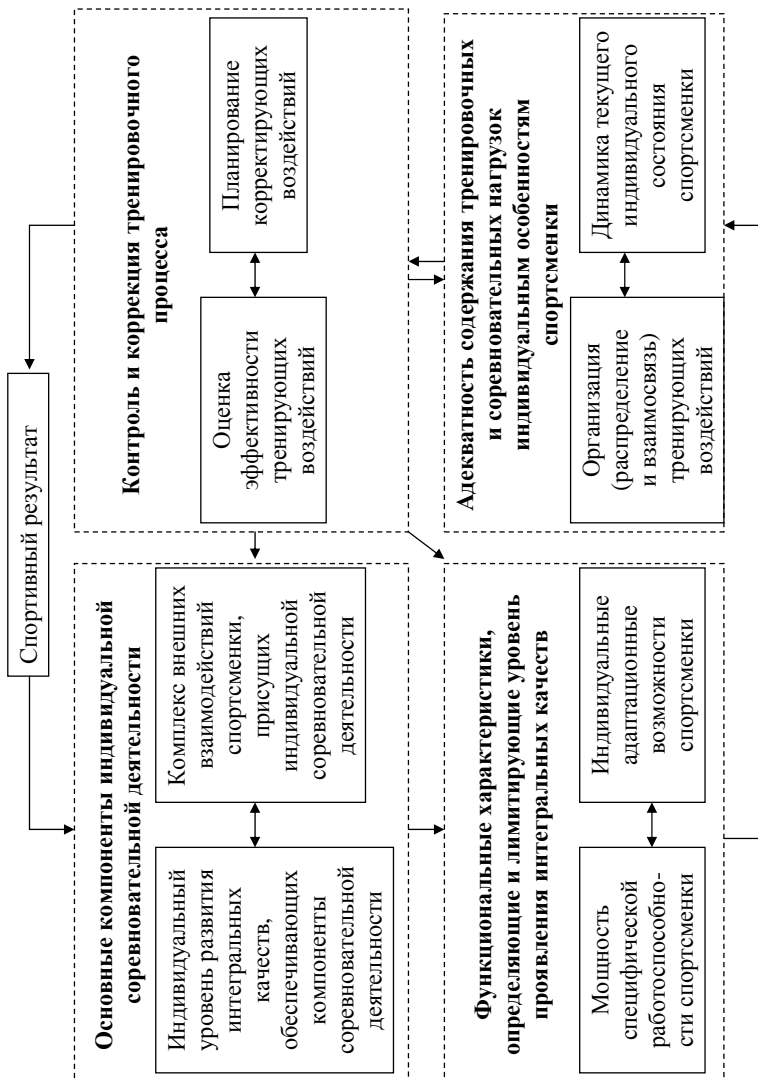 Спортивный результат
Основные компоненты индивидуальной
соревновательной деятельности
Индивидуальный
уровень развития
интегральных
качеств,
обеспечивающих
компоненты
соревновательной
деятельности
Комплекс внешних
взаимодействий
спортсменки,
присущих
индивидуальной
соревновательной
деятельности
Контроль и коррекция тренировочного
процесса
Оценка
эффективности
тренирующих
воздействий
Планирование
корректирующих
воздействий
Функциональные характеристики,
определяющие и лимитирующие уровень
проявления интегральных качеств
Мощность
специфической
работоспособно-
сти спортсменки
Индивидуальные
адаптационные
возможности
спортсменки
Адекватность содержания тренировочных
и соревновательных нагрузок
индивидуальным особенностям
спортсменки
Организация
(распределение
и взаимосвязь)
тренирующих
воздействий
Динамика текущего
индивидуального
состояния
спортсменки